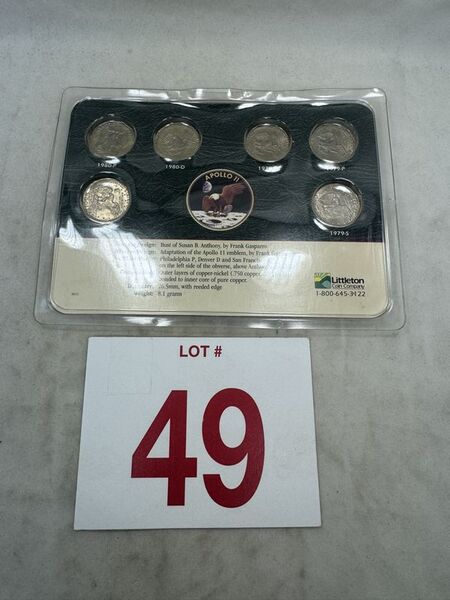 APOLLO 11
1980-D
1979-P
1979-S
Bust of Susan B. Anthony, by Frank Gasparro
Adaptation of the Apollo 11 emblem, by Frank
Philadelphia P, Denver D and San
on the left side of the obverse, above
Outer layers of copper-nickel (.750 copper,
bonded to inner core of pure copper.
26.5mm, with reeded edge
Weight: 8.1 grams
Littleton
Coin Company
1-800-645-3122
LOT #
49